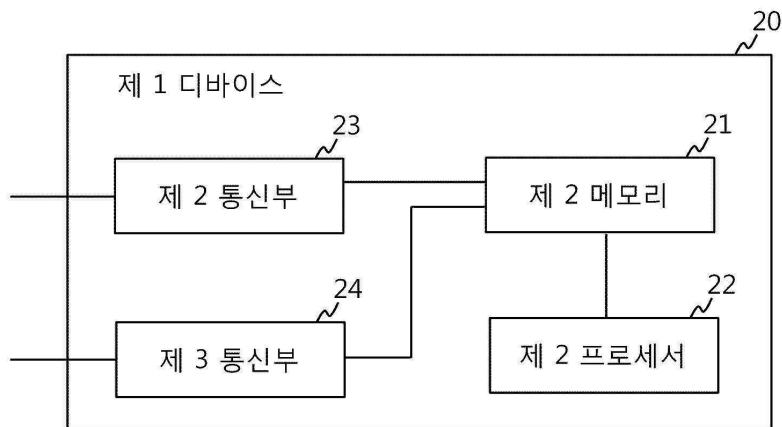 20
제 1 디바이스
23
제 2 통신부
21
제 2 메모리
24
제 3 통신부
22
제 2 프로세서